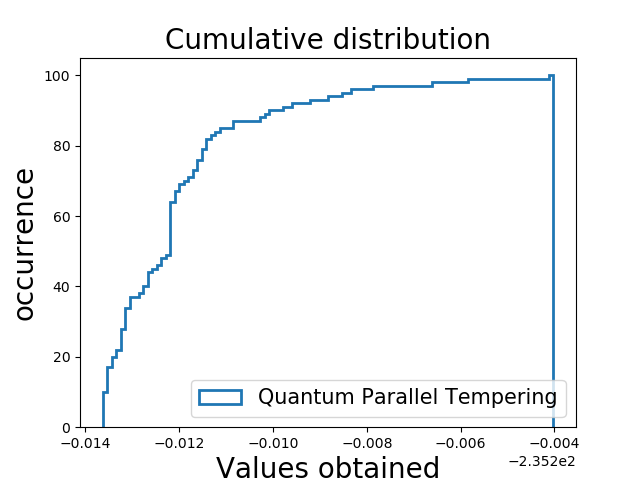 Cumulative distribution
100
80
60
40
20
0
occurrence
Quantum Parallel Tempering
−0.014 −0.012 −0.010 −0.008 −0.006 −0.004
−2.352e2
Values obtained